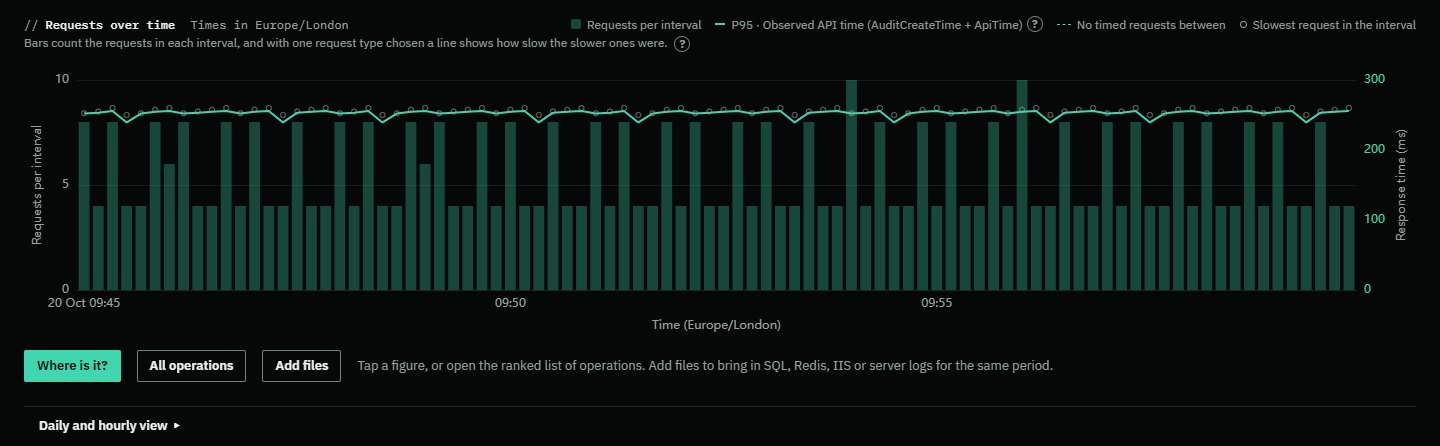 // Requests over time Times in Europe/London
Requests per interval P95 · Observed API time (AuditCreateTime + ApiTime) ? No timed requests between Slowest request in the interval
Bars count the requests in each interval, and with one request type chosen a line shows how slow the slower ones were. ?
10
5
0
Requests per interval
300
200
100
0
Response time (ms)
20 Oct 09:45 09:50 09:55
Time (Europe/London)
Where is it? All operations Add files Tap a figure, or open the ranked list of operations. Add files to bring in SQL, Redis, IIS or server logs for the same period.
Daily and hourly view ▸